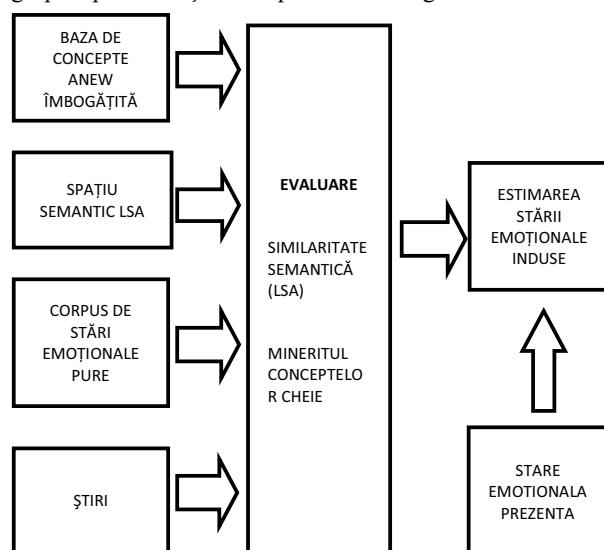 BAZA DE
CONCEPTE
ANEW
ÎMBOGĂȚITĂ
SPAȚIU
SEMANTIC LSA
CORPUS DE
STĂRI
EMOȚIONALE
PURE
ŞTIRI
EVALUARE
SIMILARITATE
SEMANTICĂ
(LSA)
MINERITUL
CONCEPTELO
R CHEIE
ESTIMAREA
STĂRII
EMOȚIONALE
INDUSE
STARE
EMOTIONALA
PREZENTA